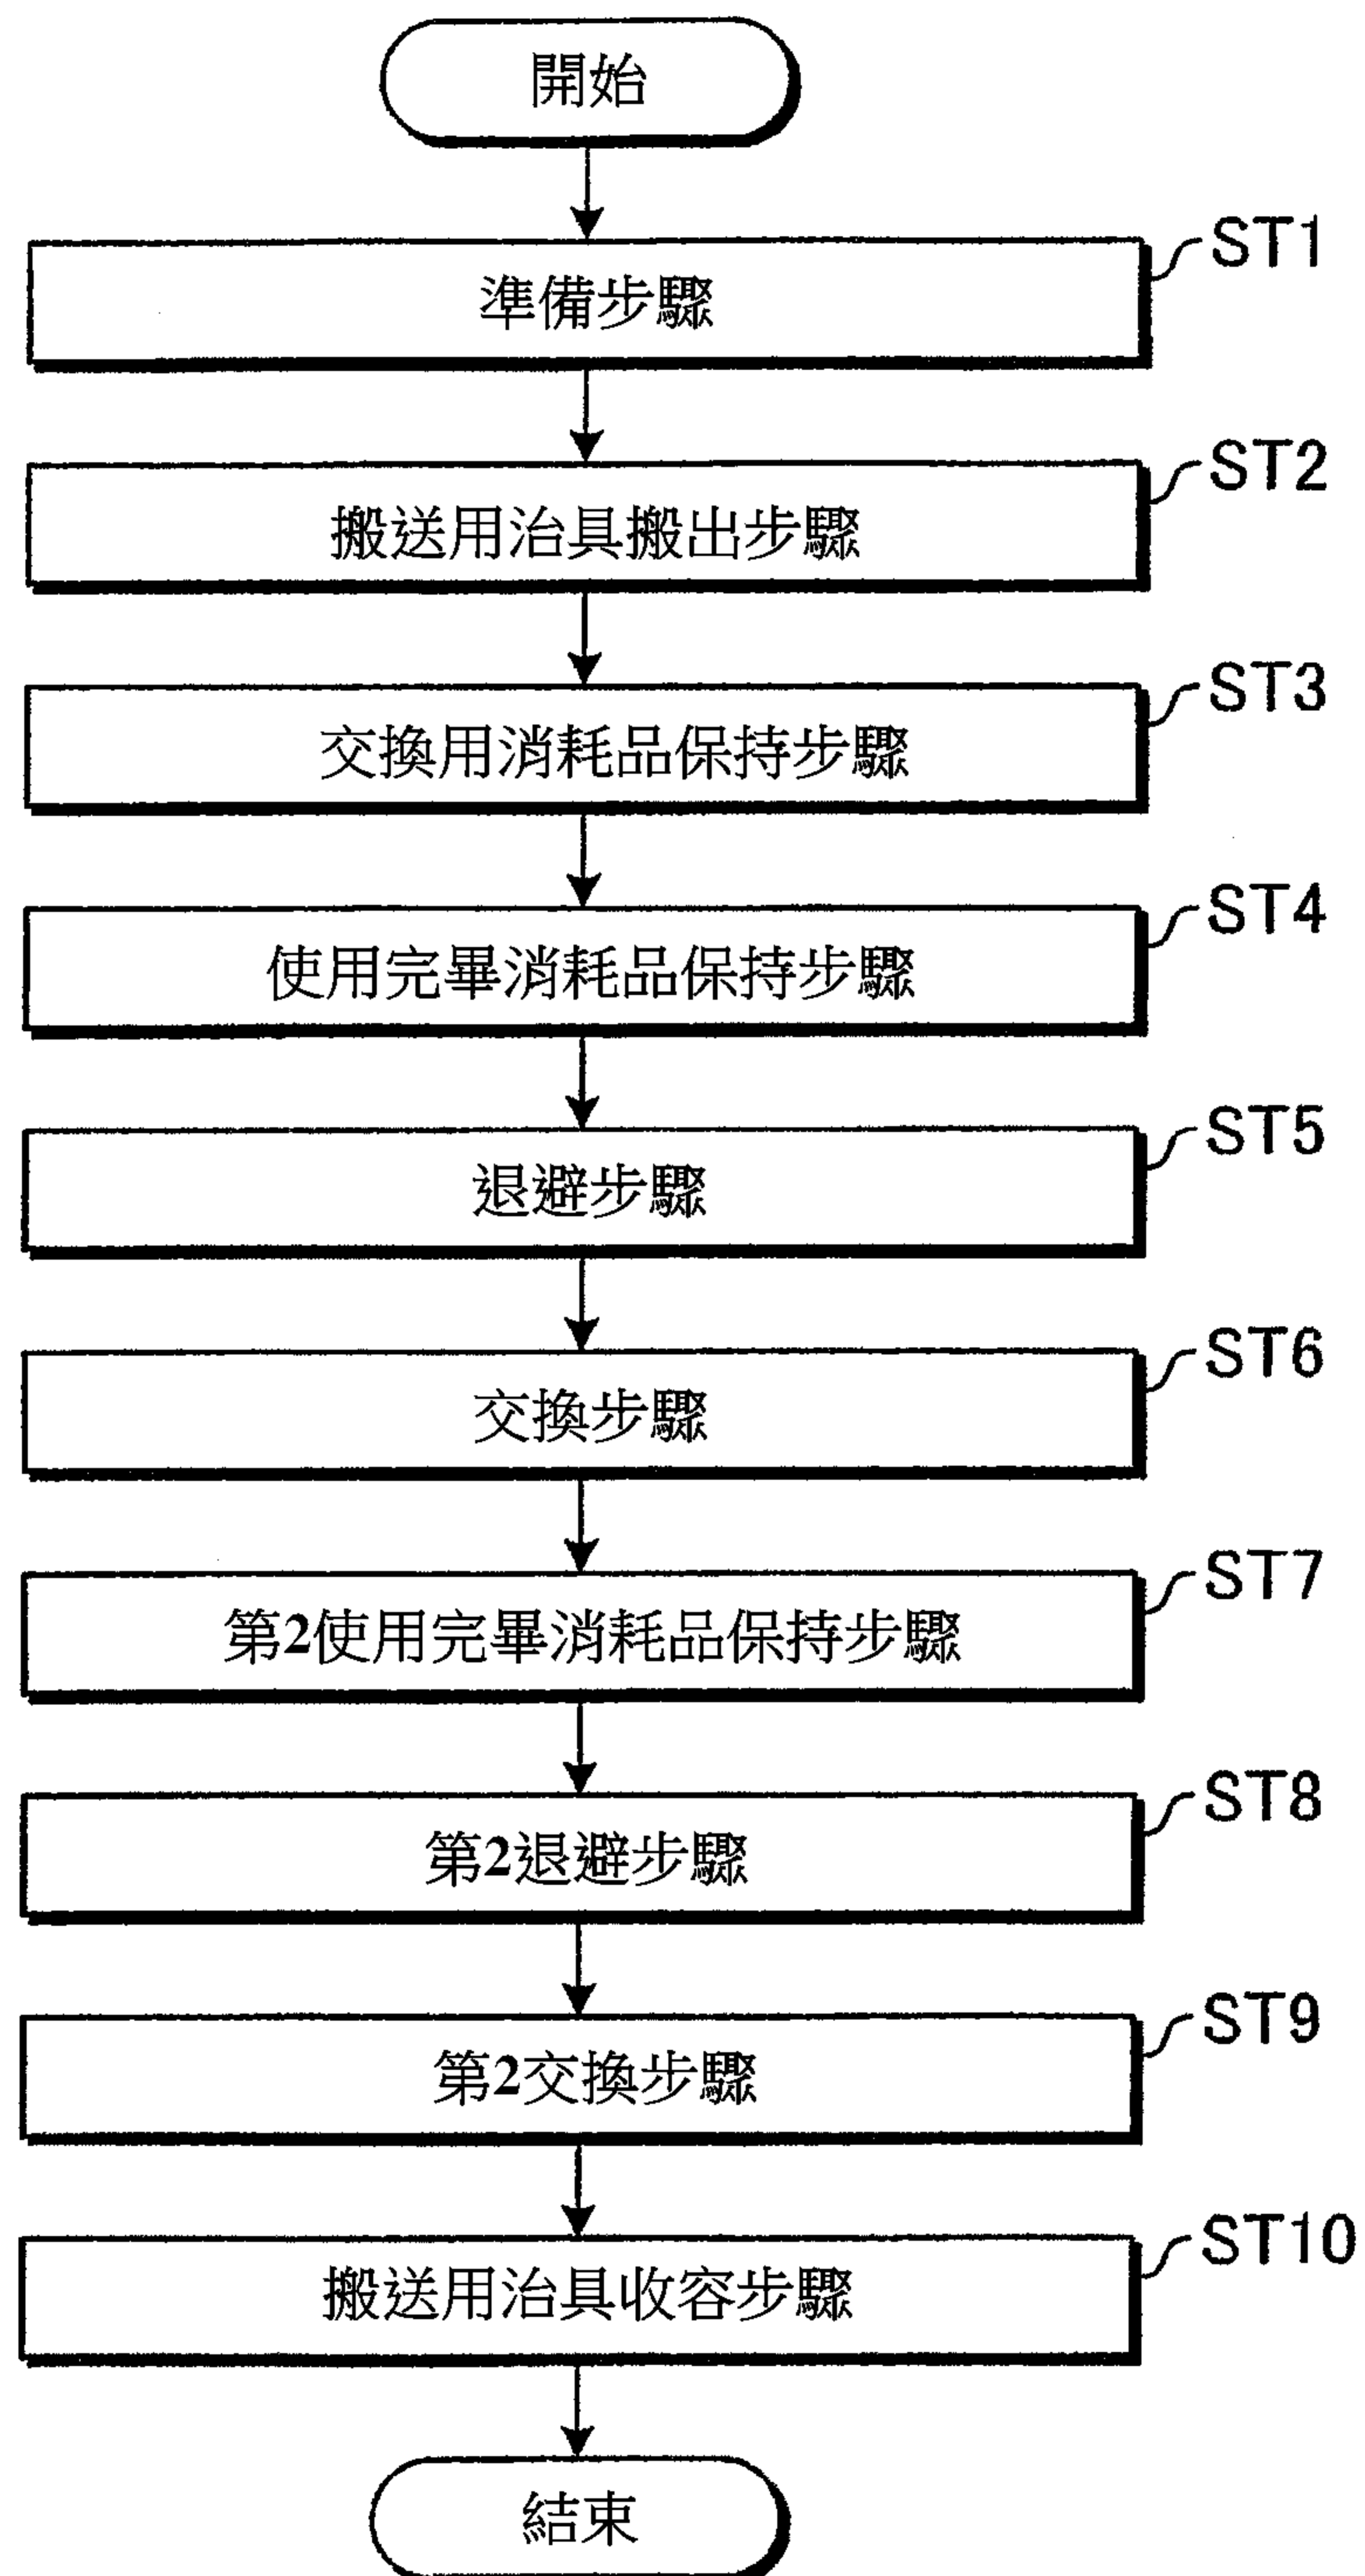 開始
ST1
準備步驟
ST2
搬送用治具搬出步驟
ST3
交換用消耗品保持步驟
ST4
使用完畢消耗品保持步驟
ST5
退避步驟
ST6
交換步驟
ST7
第2使用完畢消耗品保持步驟
ST8
第2退避步驟
ST9
第2交換步驟
ST10
搬送用治具收容步驟
結束